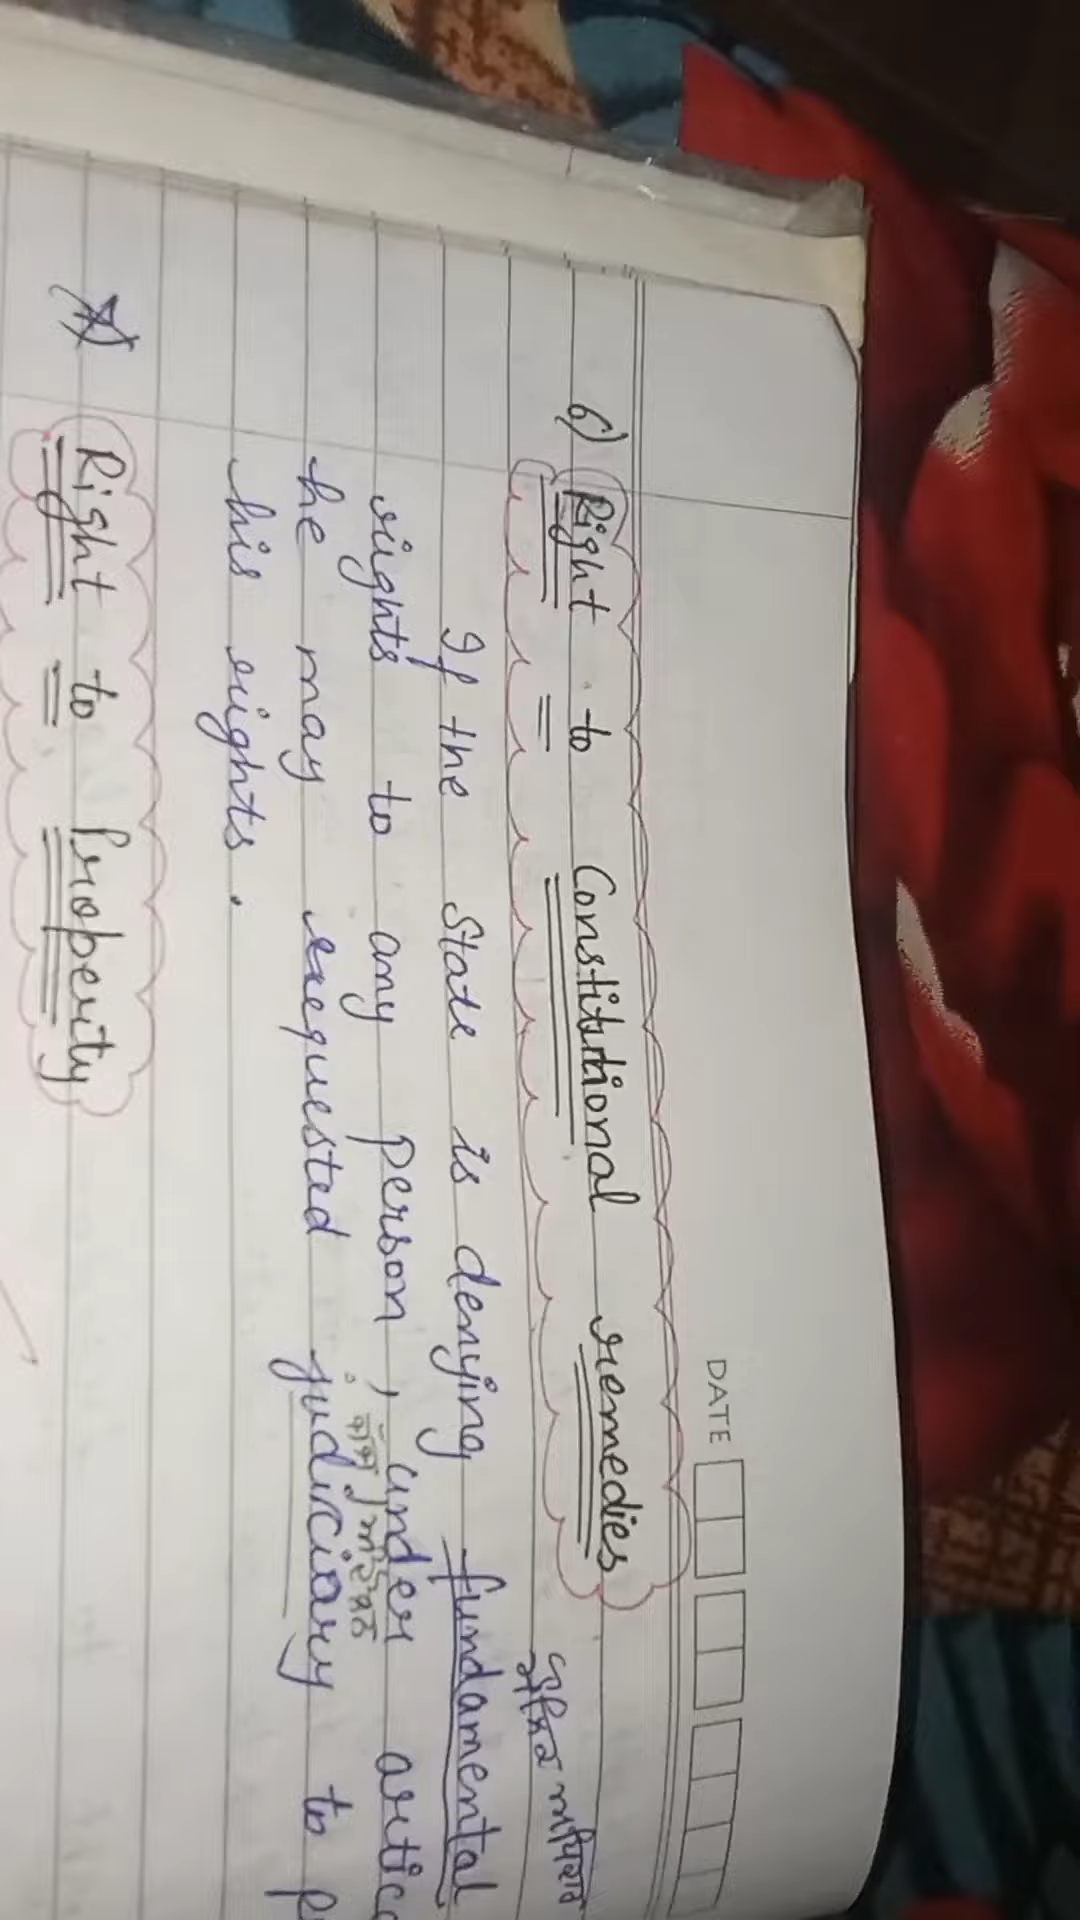 DATE
6) Right to Constitutional remedies
If the State is denying fundamental
rights to any person, under artic
he may requested judiciary to p
his rights.
Right to Properity